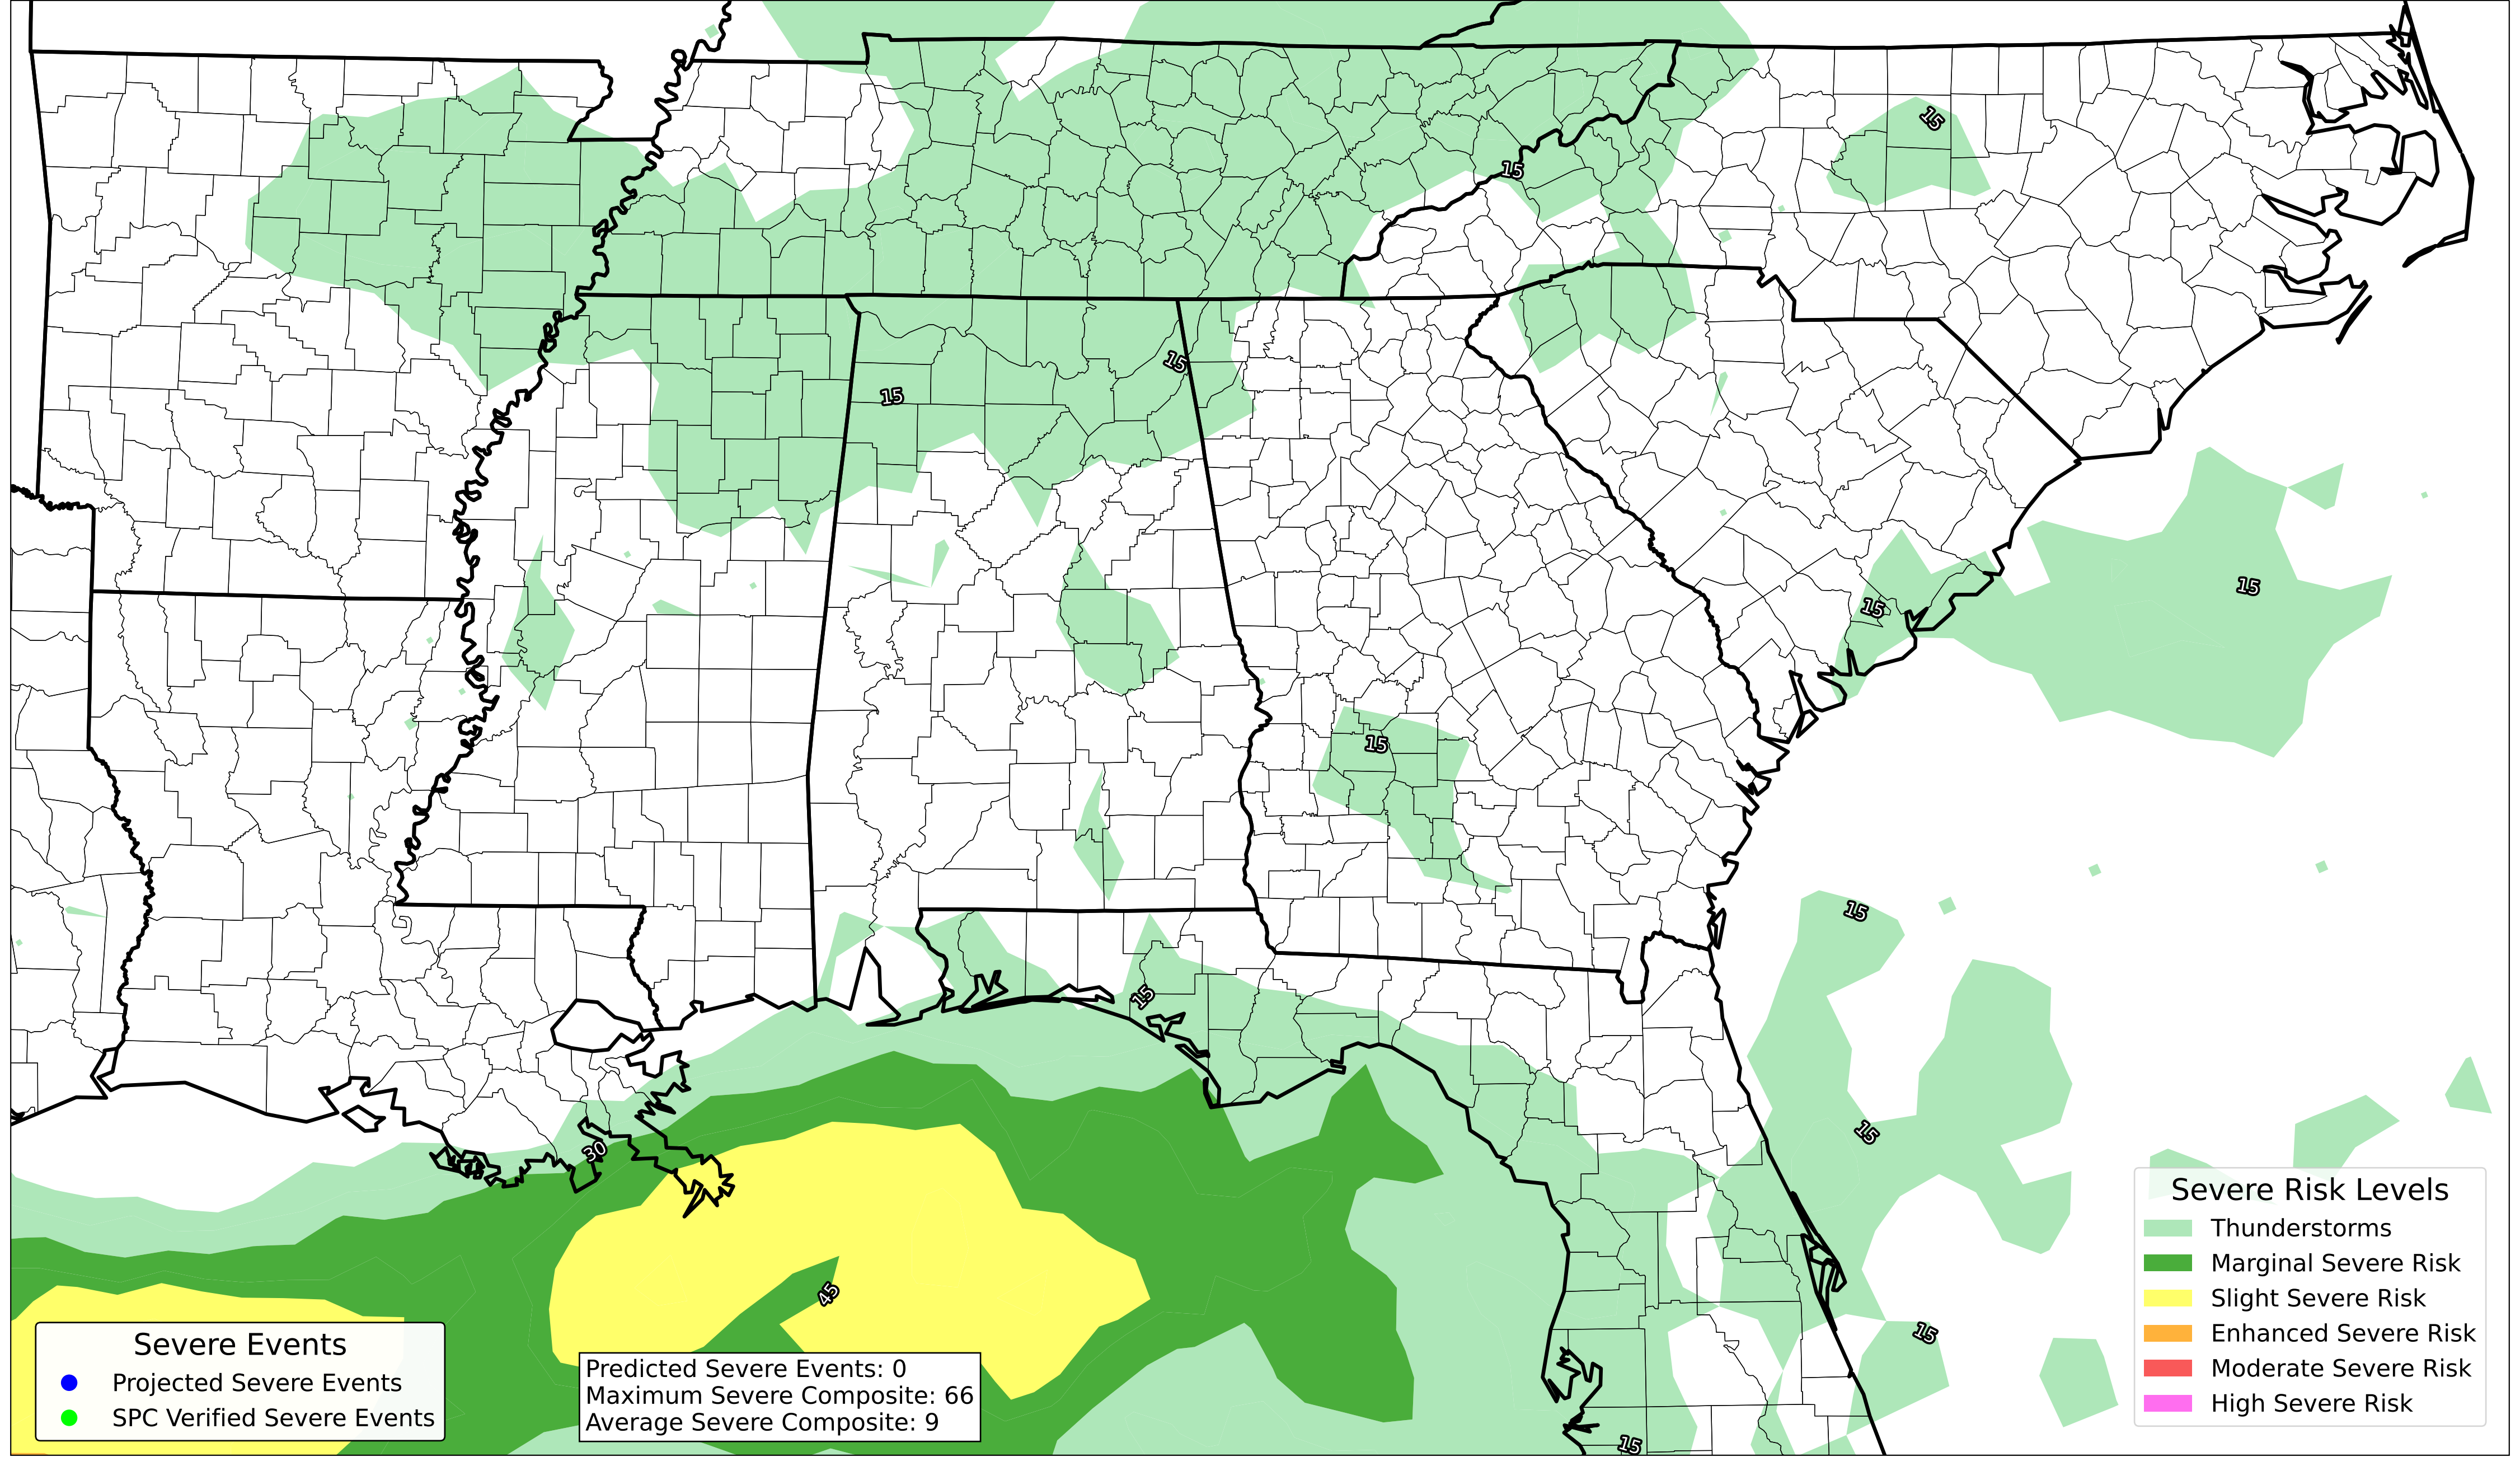 15
15
15
15
15
15
15
15
15
15
30
15
45
15
15
Severe Risk Levels
Thunderstorms
Marginal Severe Risk
Slight Severe Risk
Enhanced Severe Risk
Moderate Severe Risk
High Severe Risk
Severe Events
Projected Severe Events
SPC Verified Severe Events
Predicted Severe Events: 0
Maximum Severe Composite: 66
Average Severe Composite: 9